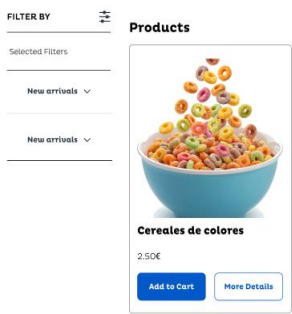 FILTER BY
Selected Filters
New arrivals
New arrivals
Products
Cereales de colores
2.50€
Add to Cart
More Details